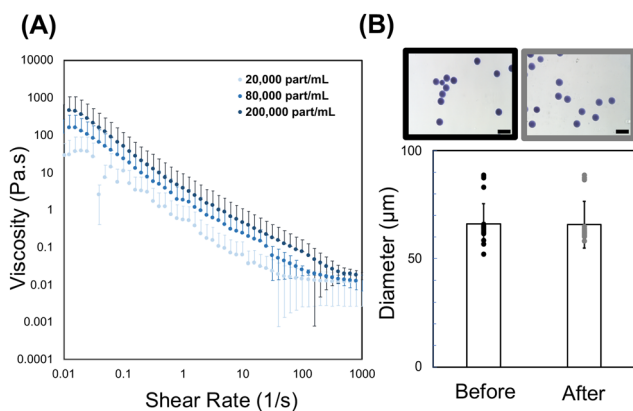 (A)
10000
1000
100
10
1
0.1
0.01
0.001
0.0001
Viscosity (Pa.s)
20,000 part/mL
80,000 part/mL
200,000 part/mL
0.01 0.1 1 10 100 1000
Shear Rate (1/s)
(B)
100
50
0
Diameter (µm)
Before After